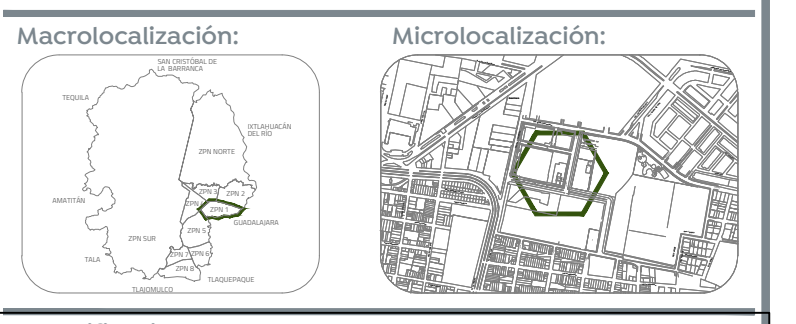 Macrolocalización:
Microlocalización:
SAN CRISTÓBAL DE
LA BARRANCA
TEQUILA
IXTLAHUACÁN
DEL RÍO
ZPN NORTE
ZPN 3
ZPN 2
AMATITÁN
ZPN 1
GUADALAJARA
ZPN 5
ZPN SUR
ZPN 7
ZPN 6
TALA
ZPN 8
TLAQUEPAQUE
TLAJOMULCO